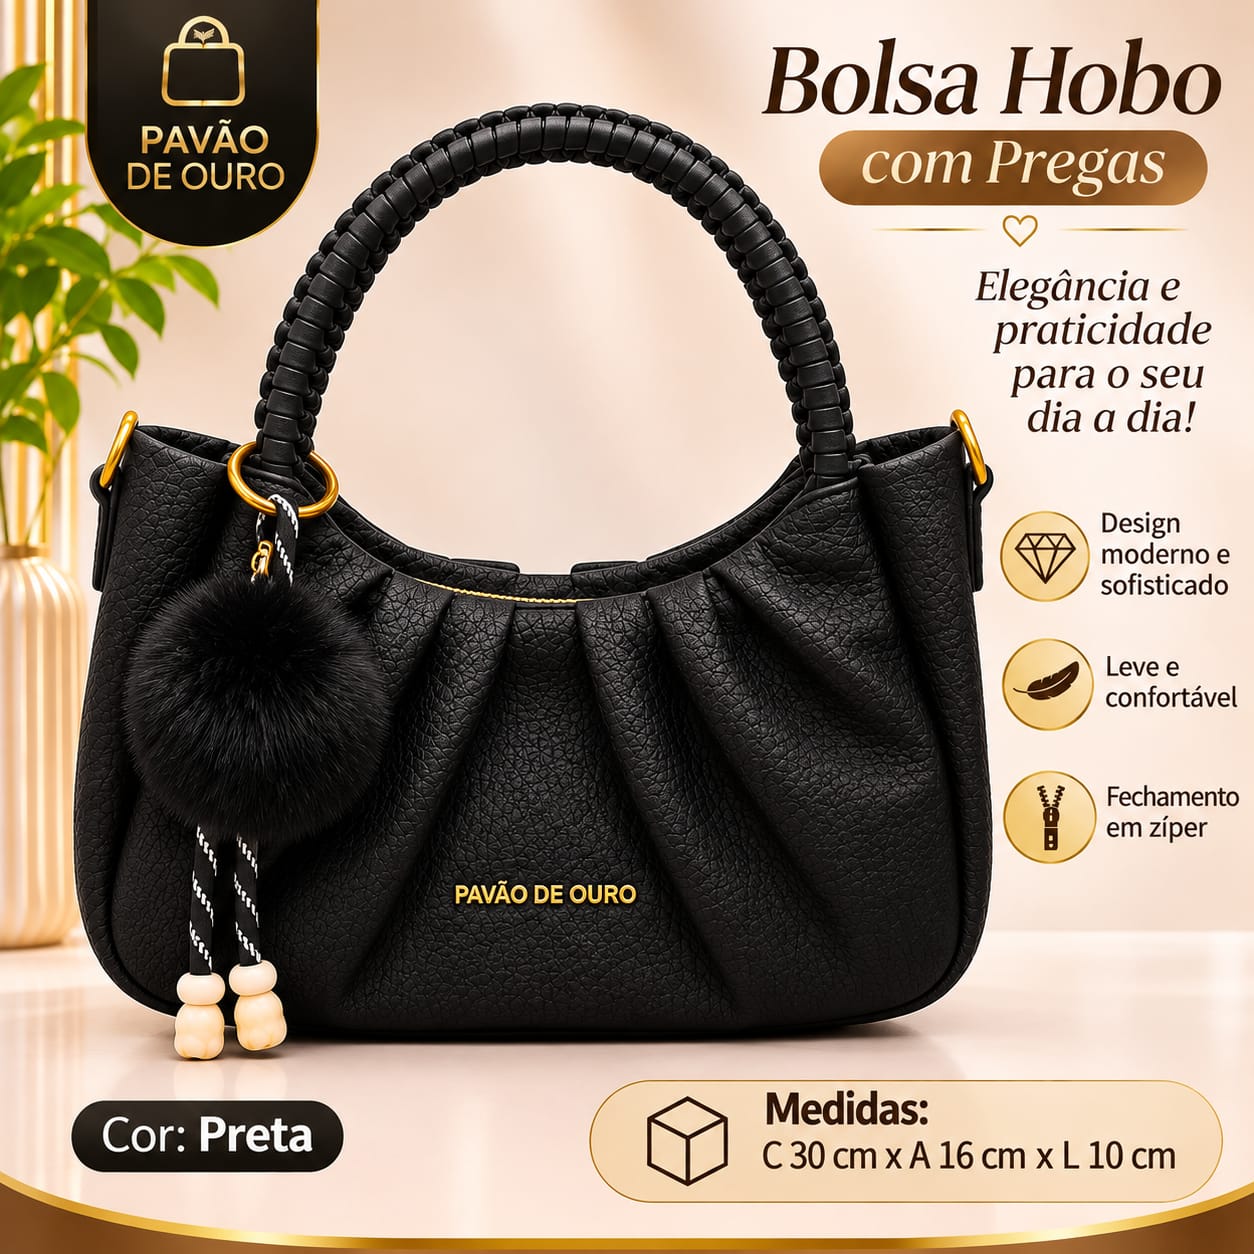 PAVÃO
DE OURO
Bolsa Hobo
com Pregas
Elegância e
praticidade
para o seu
dia a dia!
Design
moderno e
sofisticado
Leve e
confortável
Fechamento
em zíper
PAVÃO DE OURO
Cor: Preta
Medidas:
C 30 cm x A 16 cm x L 10 cm